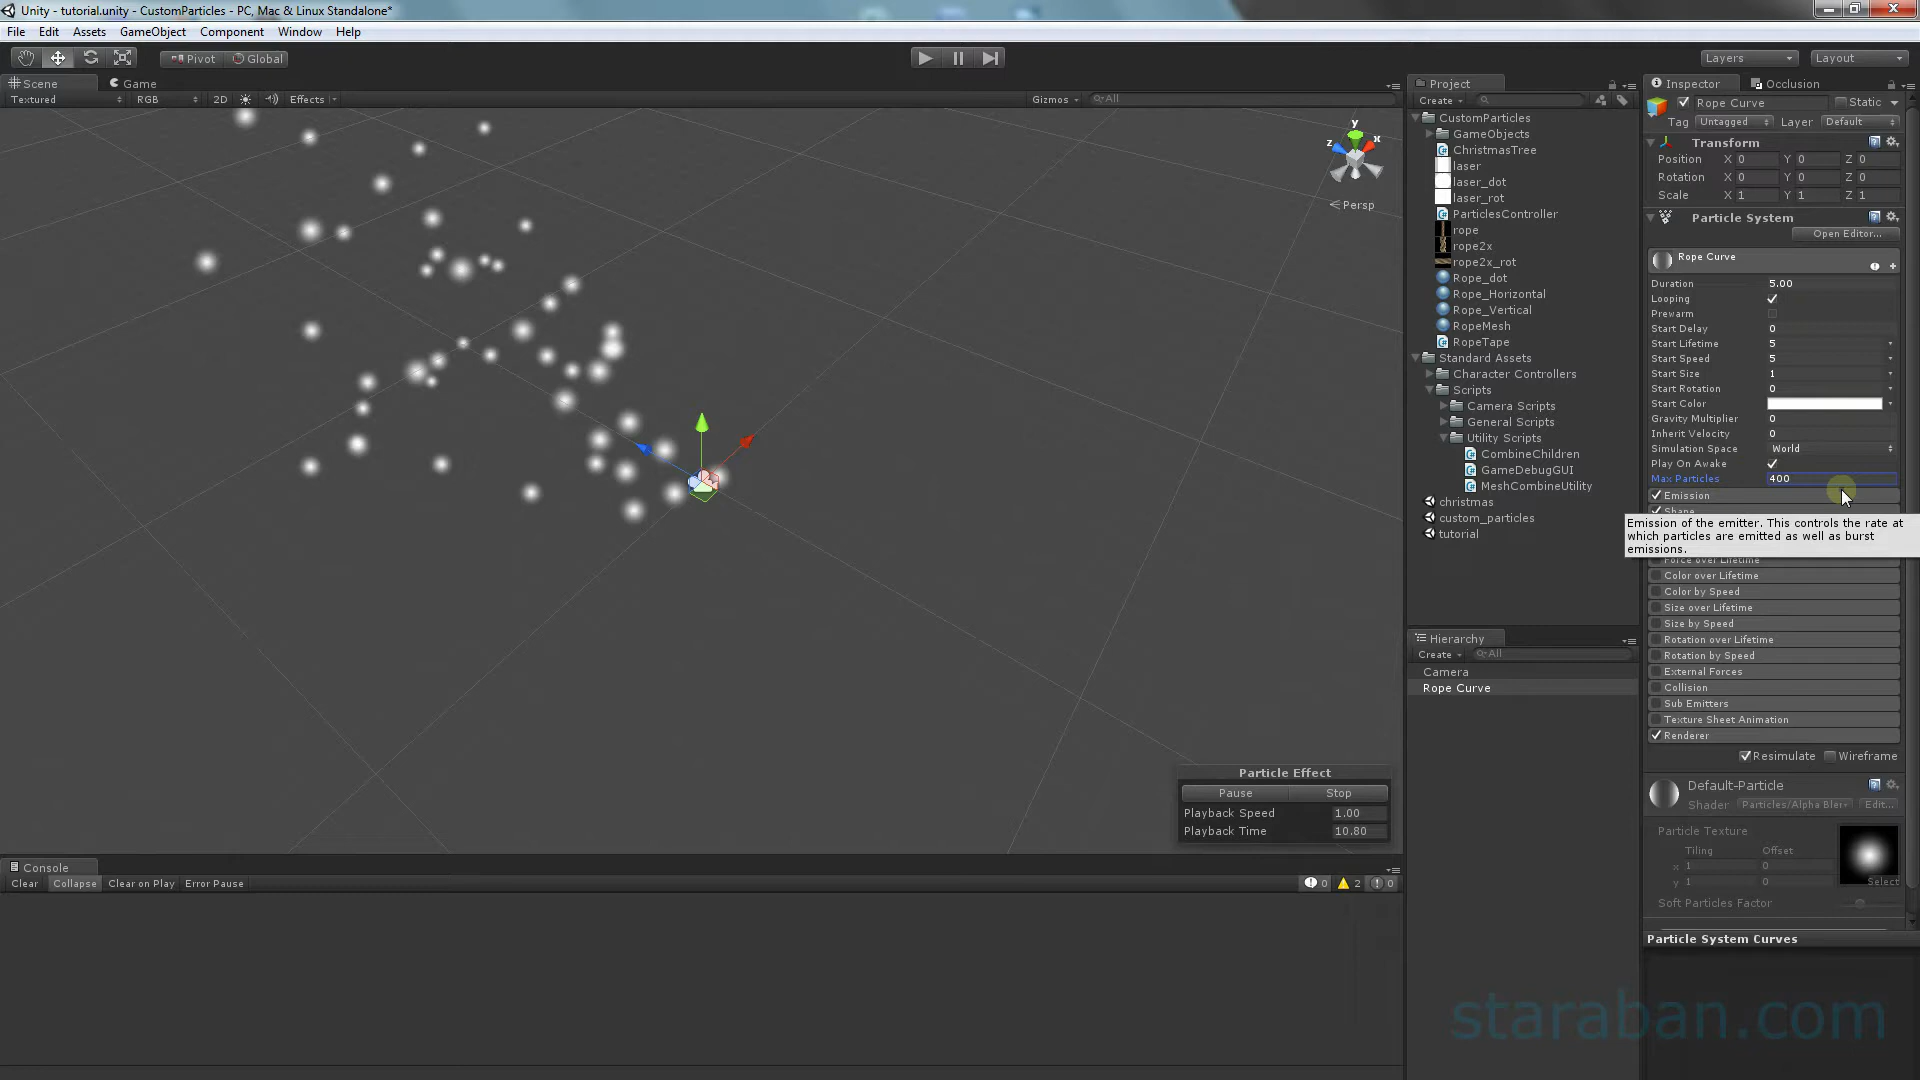 Unity - tutorial.unity - CustomParticles - PC, Mac & Linux Standalone*
File Edit Assets GameObject Component Window Help
Pivot Global
Layers Layout
Scene Game
Textured RGB 2D Effects Gizmos All
y
z x
Persp
Particle Effect
Pause Stop
Playback Speed 1.00
Playback Time 10.80
Console
Clear Collapse Clear on Play Error Pause 0 2 0
Project
Create
CustomParticles
GameObjects
ChristmasTree
laser
laser_dot
laser_rot
ParticlesController
rope
rope2x
rope2x_rot
Rope_dot
Rope_Horizontal
Rope_Vertical
RopeMesh
RopeTape
Standard Assets
Character Controllers
Scripts
Camera Scripts
General Scripts
Utility Scripts
CombineChildren
GameDebugGUI
MeshCombineUtility
christmas
custom_particles
tutorial
Hierarchy
Create All
Camera
Rope Curve
Inspector Occlusion
Rope Curve Static
Tag Untagged Layer Default
Transform
Position X 0 Y 0 Z 0
Rotation X 0 Y 0 Z 0
Scale X 1 Y 1 Z 1
Particle System
Open Editor...
Rope Curve
Duration 5.00
Looping
Prewarm
Start Delay 0
Start Lifetime 5
Start Speed 5
Start Size 1
Start Rotation 0
Start Color
Gravity Multiplier 0
Inherit Velocity 0
Simulation Space World
Play On Awake
Max Particles 400
Emission
Shape
Emission of the emitter. This controls the rate at
which particles are emitted as well as burst
emissions.
Force over Lifetime
Color over Lifetime
Color by Speed
Size over Lifetime
Size by Speed
Rotation over Lifetime
Rotation by Speed
External Forces
Collision
Sub Emitters
Texture Sheet Animation
Renderer
Resimulate Wireframe
Default-Particle
Shader Particles/Alpha Ble Edit...
Particle Texture
Tiling Offset
x 1 0
y 1 0
Select
Soft Particles Factor
Particle System Curves
staraban.com